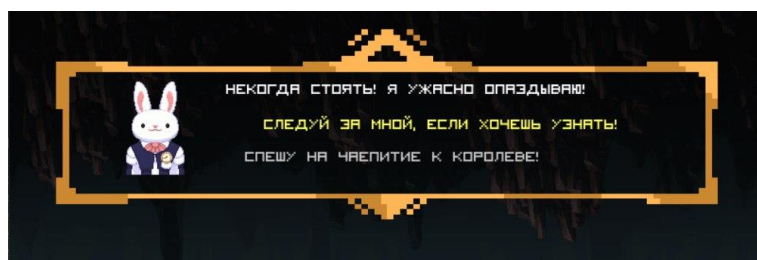 НЕКОГДА СТОЯТЬ! Я УЖАСНО ОПАЗДЫВАЮ!
СЛЕДУЙ ЗА МНОЙ, ЕСЛИ ХОЧЕШЬ УЗНАТЬ!
СПЕШУ НА ЧАЕПИТИЕ К КОРОЛЕВЕ!